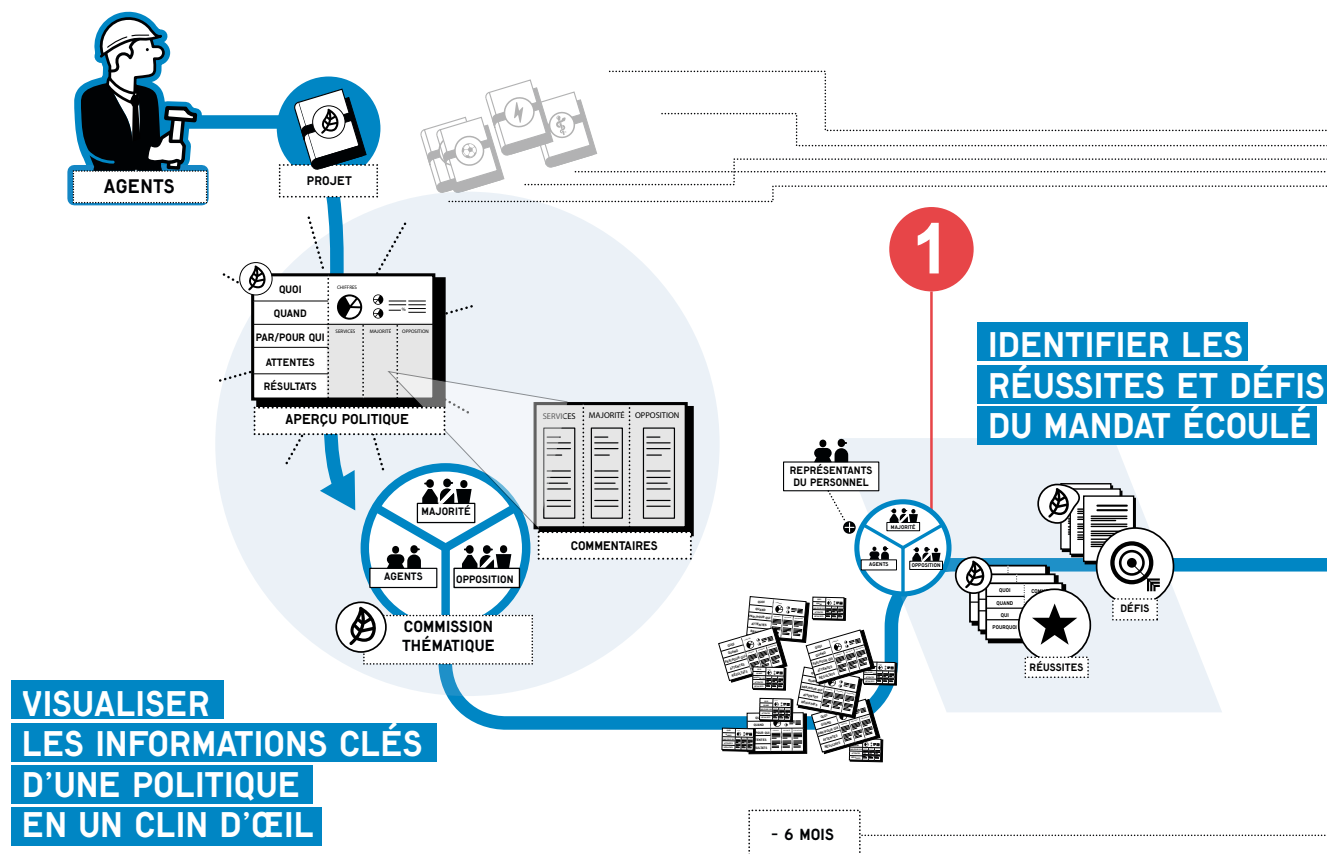 AGENTS
PROJET
QUOI
QUAND
PAR/POUR QUI
ATTENTES
RÉSULTATS
CHIFFRES
%
SERVICES
MAJORITÉ
OPPOSITION
APERÇU POLITIQUE
SERVICES
MAJORITÉ
OPPOSITION
COMMENTAIRES
MAJORITÉ
AGENTS
OPPOSITION
COMMISSION
THÉMATIQUE
VISUALISER
LES INFORMATIONS CLÉS
D'UNE POLITIQUE
EN UN CLIN D'ŒIL
1
IDENTIFIER LES
RÉUSSITES ET DÉFIS
DU MANDAT ÉCOULÉ
REPRÉSENTANTS
DU PERSONNEL
MAJORITÉ
AGENTS
OPPOSITION
QUOI
QUAND
QUI
POURQUOI
RÉUSSITES
DÉFIS
- 6 MOIS